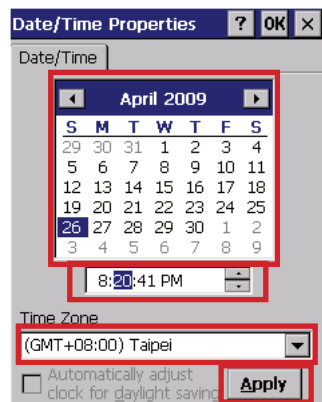 Date/Time Properties ? OK ×
Date/Time
April 2009
S M T W T F S
29 30 31 1 2 3 4
5 6 7 8 9 10 11
12 13 14 15 16 17 18
19 20 21 22 23 24 25
26 27 28 29 30 1 2
3 4 5 6 7 8 9
8:20:41 PM
Time Zone
(GMT+08:00) Taipei
Automatically adjust
clock for daylight saving
Apply